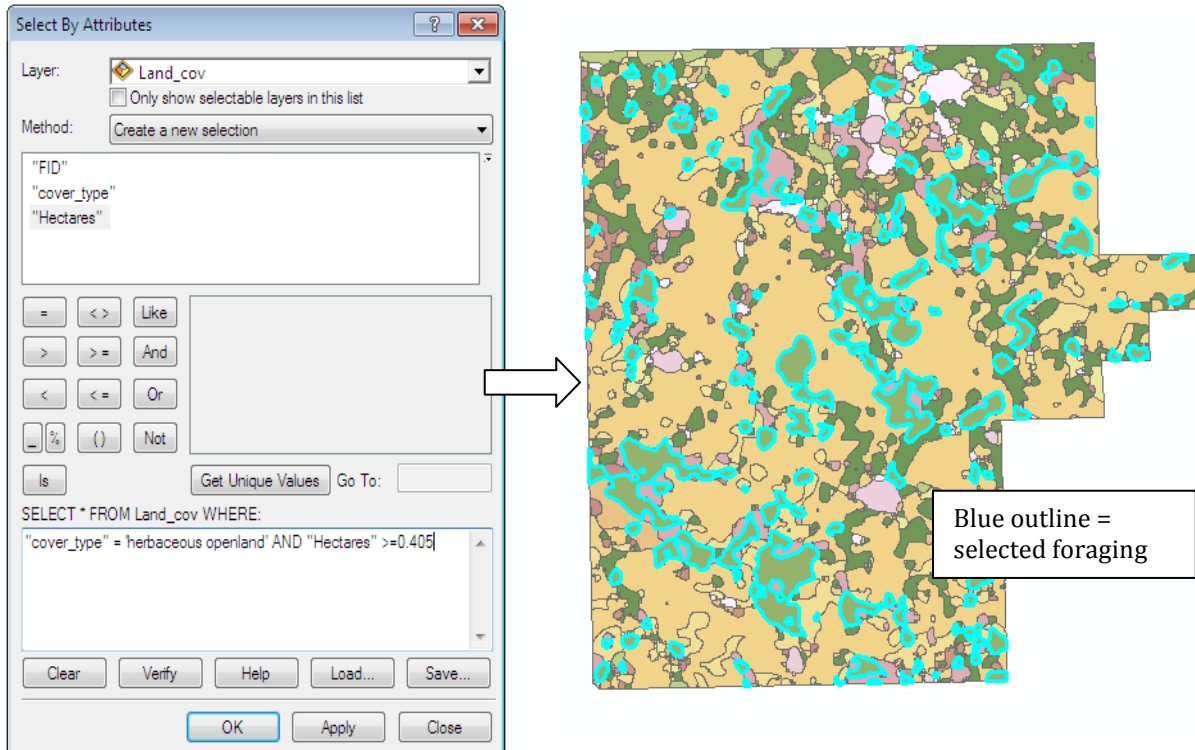 Select By Attributes
?
X
Layer:
Land_cov
Only show selectable layers in this list
Method:
Create a new selection
"FID"
"cover_type"
"Hectares"
= < > Like
> > = And
< < = Or
_ % () Not
Is
Get Unique Values Go To:
SELECT * FROM Land_cov WHERE:
"cover_type" = 'herbaceous openland' AND "Hectares" >=0.405
Clear Verify Help Load... Save...
OK Apply Close
Blue outline =
selected foraging